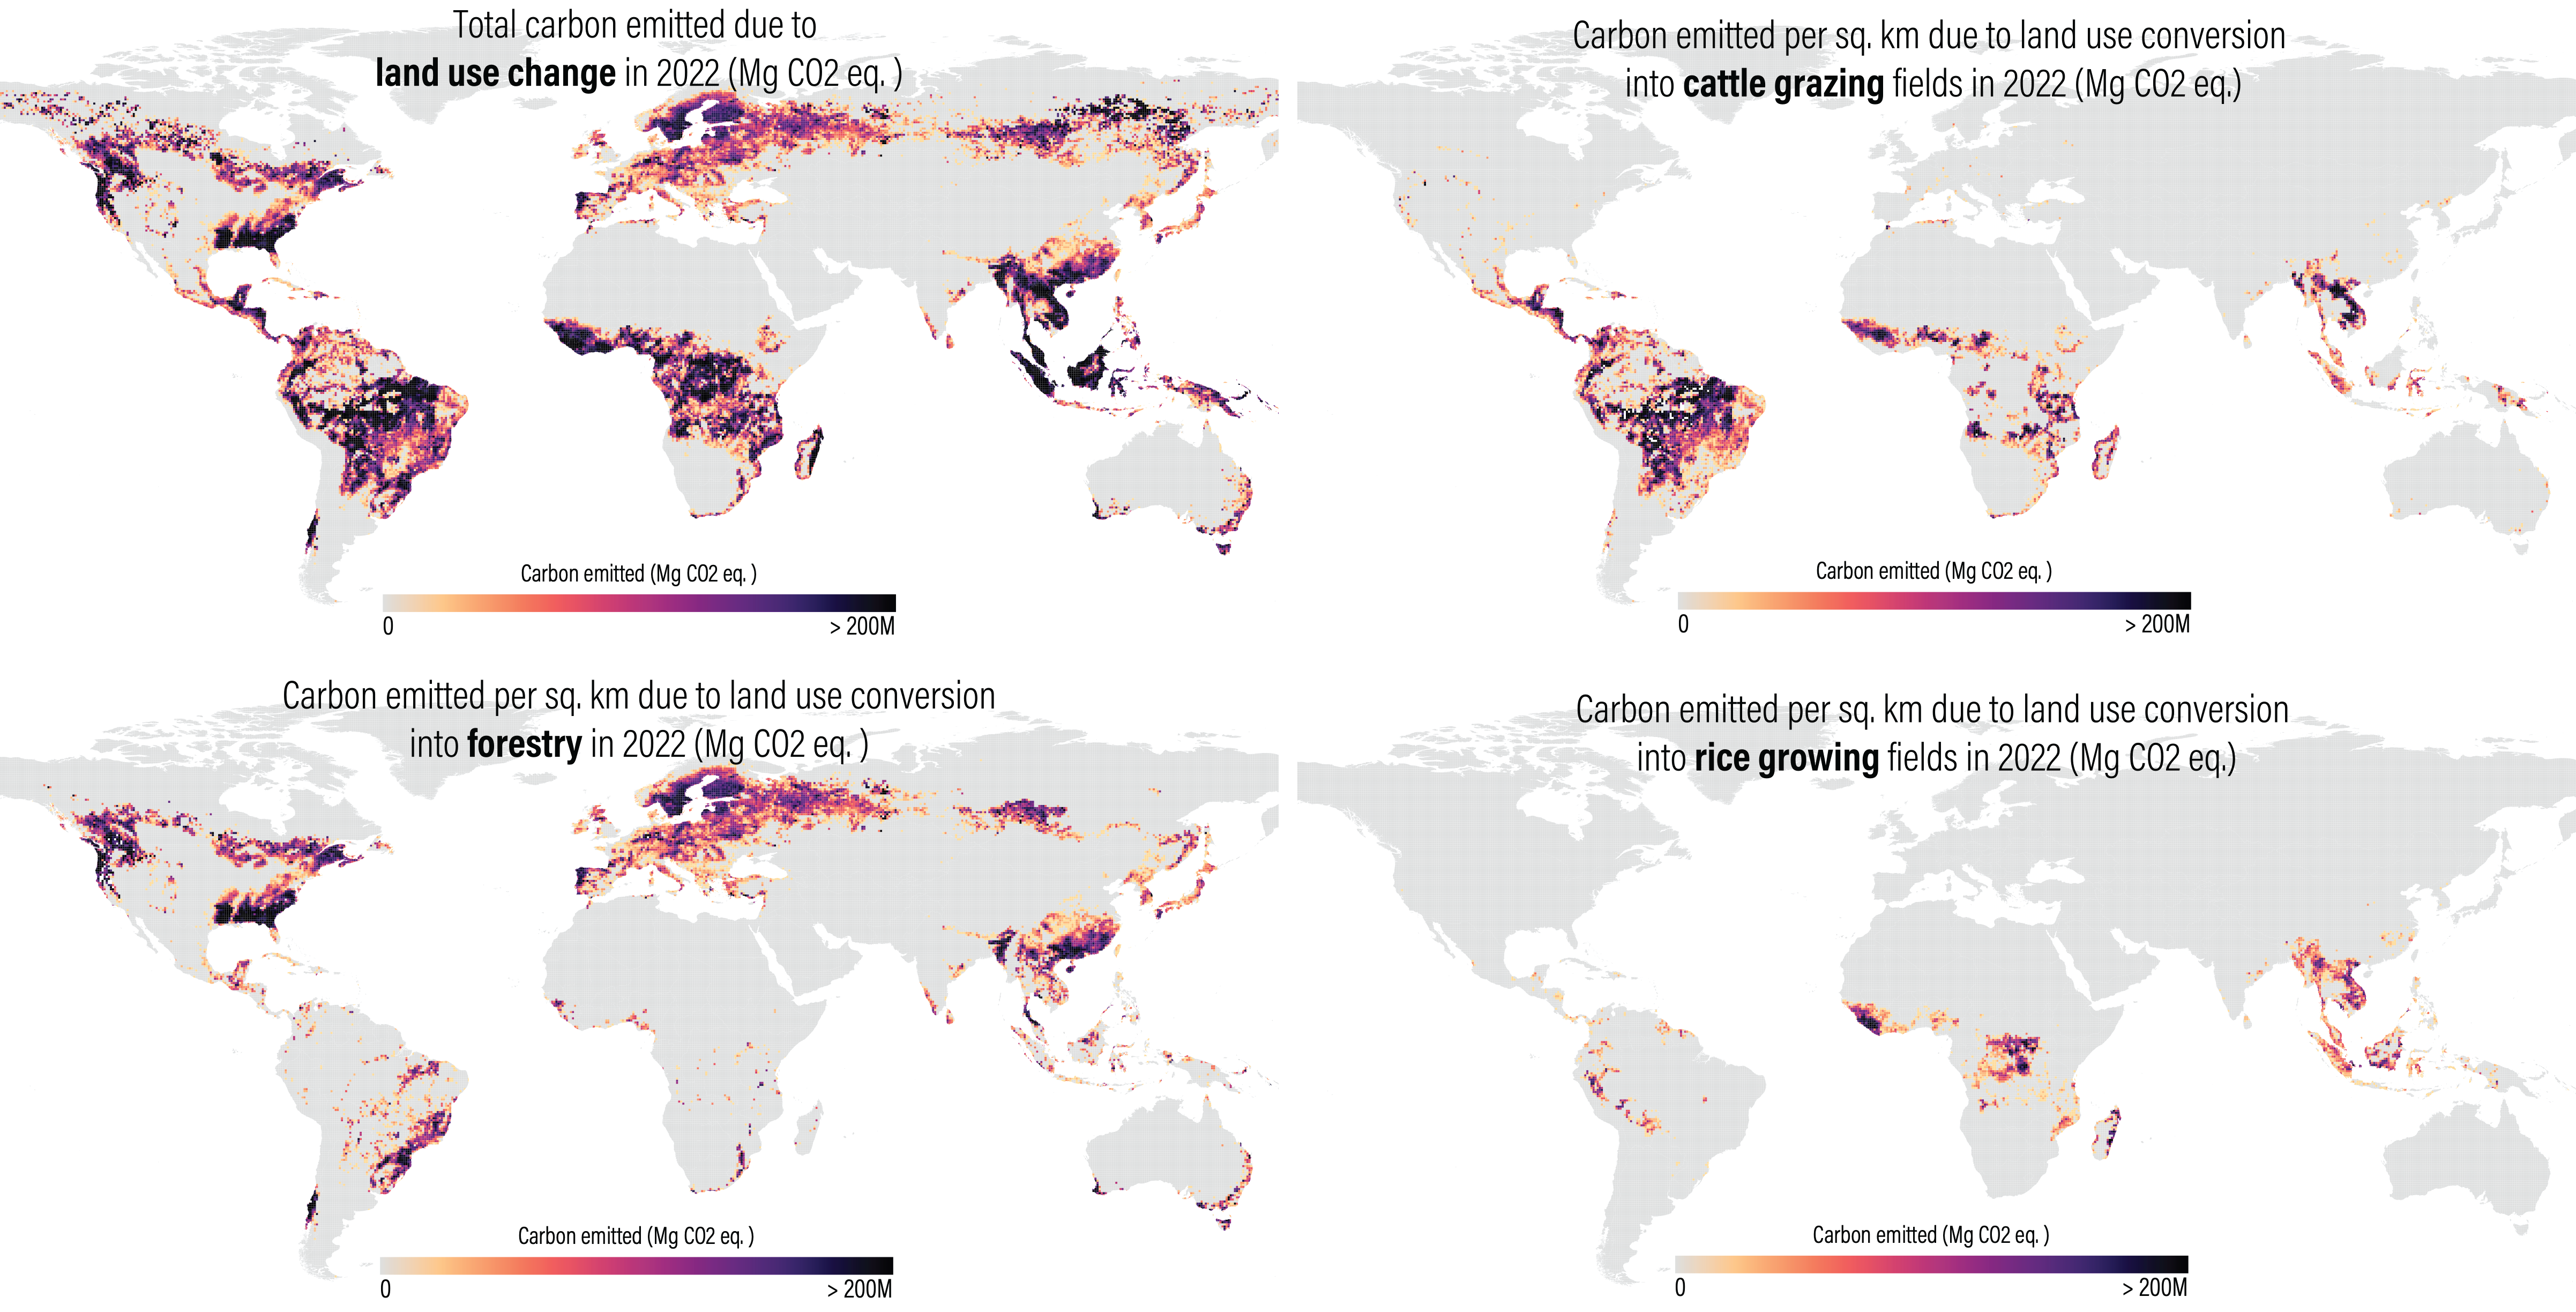 Total carbon emitted due to
land use change in 2022 (Mg CO2 eq. )
Carbon emitted (Mg CO2 eq. )
0
> 200M
Carbon emitted per sq. km due to land use conversion
into cattle grazing fields in 2022 (Mg CO2 eq.)
Carbon emitted (Mg CO2 eq. )
0
> 200M
Carbon emitted per sq. km due to land use conversion
into forestry in 2022 (Mg CO2 eq. )
Carbon emitted (Mg CO2 eq. )
0
> 200M
Carbon emitted per sq. km due to land use conversion
into rice growing fields in 2022 (Mg CO2 eq.)
Carbon emitted (Mg CO2 eq. )
0
> 200M